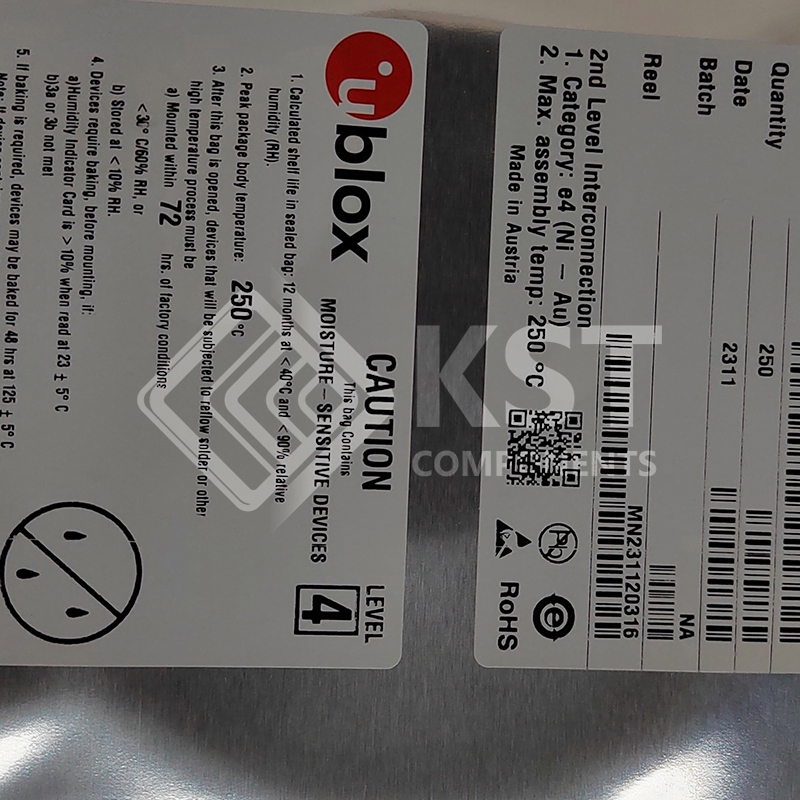 Quantity 250
Date 2311
Batch NA
Reel MN231120316
2nd Level Interconnection
1. Category: e4 (Ni – Au)
2. Max. assembly temp: 250 °C
Made in Austria
Pb
e
RoHS
ublox
CAUTION
This bag Contains
MOISTURE – SENSITIVE DEVICES
LEVEL
4
1. Calculated shelf life in sealed bag: 12 months at < 40°C and < 90% relative
humidity (RH).
2. Peak package body temperature: 250 °C
3. After this bag is opened, devices that will be subjected to reflow solder or other
high temperature process must be
a) Mounted within 72 hrs. of factory conditions
<30° C/60% RH, or
b) Stored at < 10% RH.
4. Devices require baking, before mounting, if:
a)Humidity Indicator Card is > 10% when read at 23 ± 5° C
b)3a or 3b not met
5. If baking is required, devices may be baked for 48 hrs at 125 ± 5° C
KST
COMPONENTS